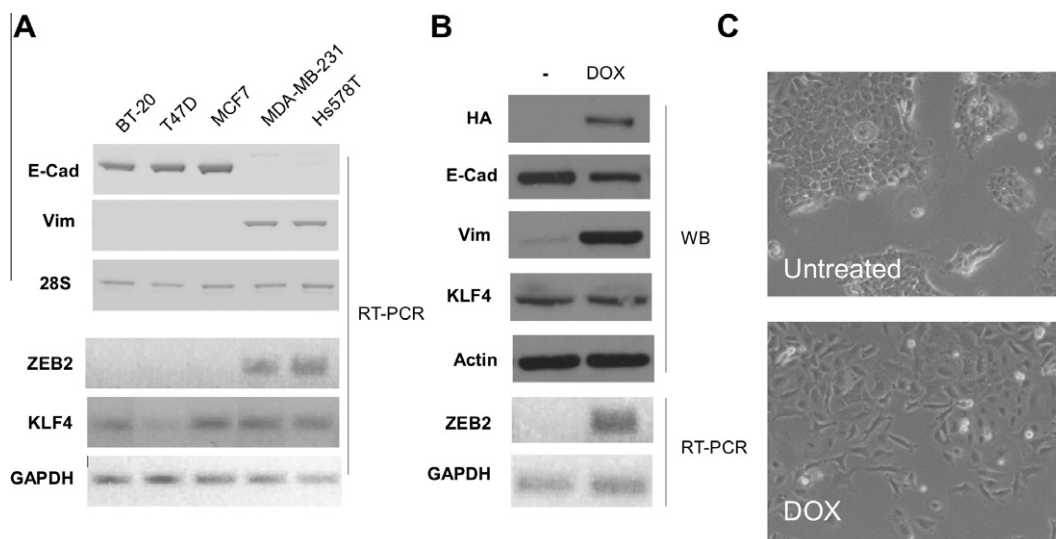 A
BT-20
T47D
MCF7
MDA-MB-231
Hs578T
E-Cad
Vim
28S
ZEB2
KLF4
GAPDH
RT-PCR
B
-
DOX
HA
E-Cad
Vim
KLF4
Actin
WB
ZEB2
GAPDH
RT-PCR
C
Untreated
DOX